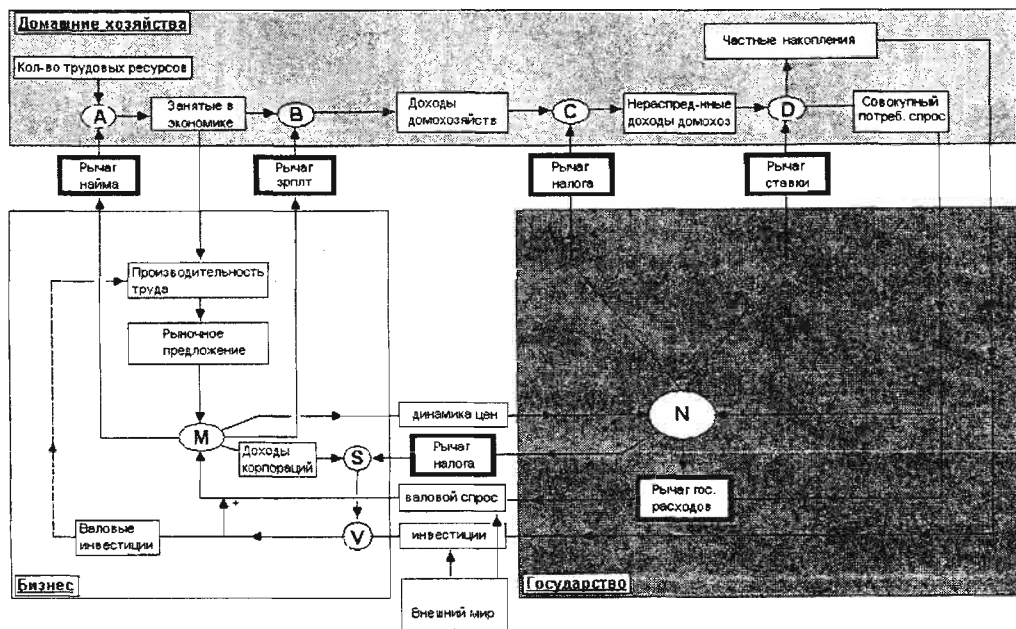 Домашние хозяйства
Частные накопления
Кол-во трудовых ресурсов
A
Занятые в
экономике
B
Доходы
домохозяйств
C
Нераспред-нные
доходы домохоз
D
Совокупный
потреб. спрос
Рычаг
найма
Рычаг
зрплт
Рычаг
налога
Рычаг
ставки
Производительность
труда
Рыночное
предложение
M
динамика цен
N
Доходы
корпораций
S
Рычаг
налога
валовой спрос
Рычаг гос.
расходов
+
Валовые
инвестиции
V
инвестиции
Бизнес
Государство
Внешний мир